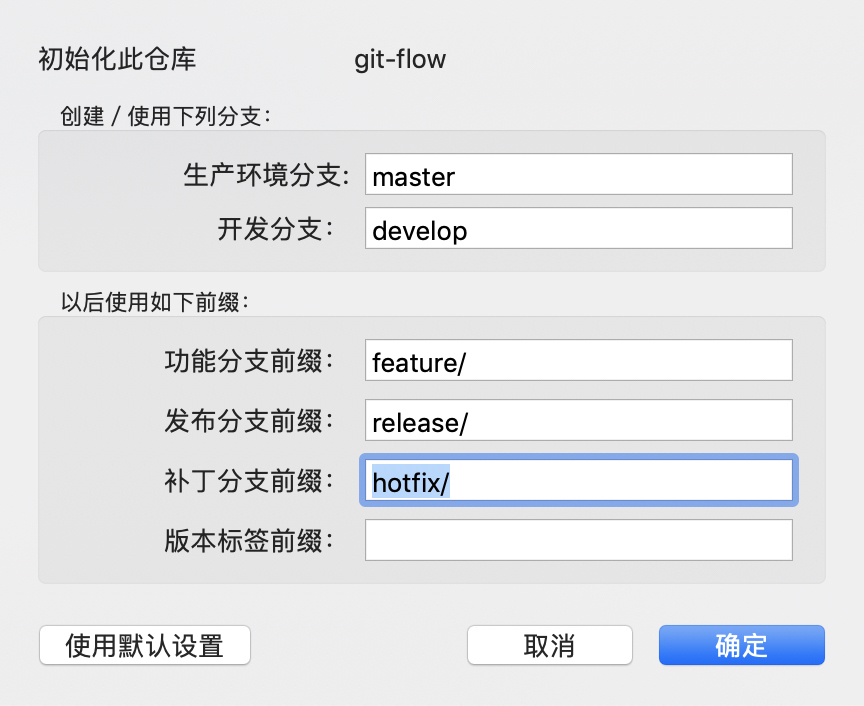 初始化此仓库 git-flow
创建 / 使用下列分支：
生产环境分支: master
开发分支： develop
以后使用如下前缀：
功能分支前缀： feature/
发布分支前缀： release/
补丁分支前缀： hotfix/
版本标签前缀：
使用默认设置 取消 确定